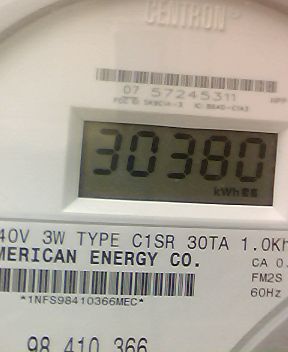 CENTRON®
07 57245311
30380
kWh
40V 3W TYPE C1SR 30TA 1.0Kh
MERICAN ENERGY CO.
CA 0.
FM2S
60Hz
*1NFS98410366MEC*
98 410 366